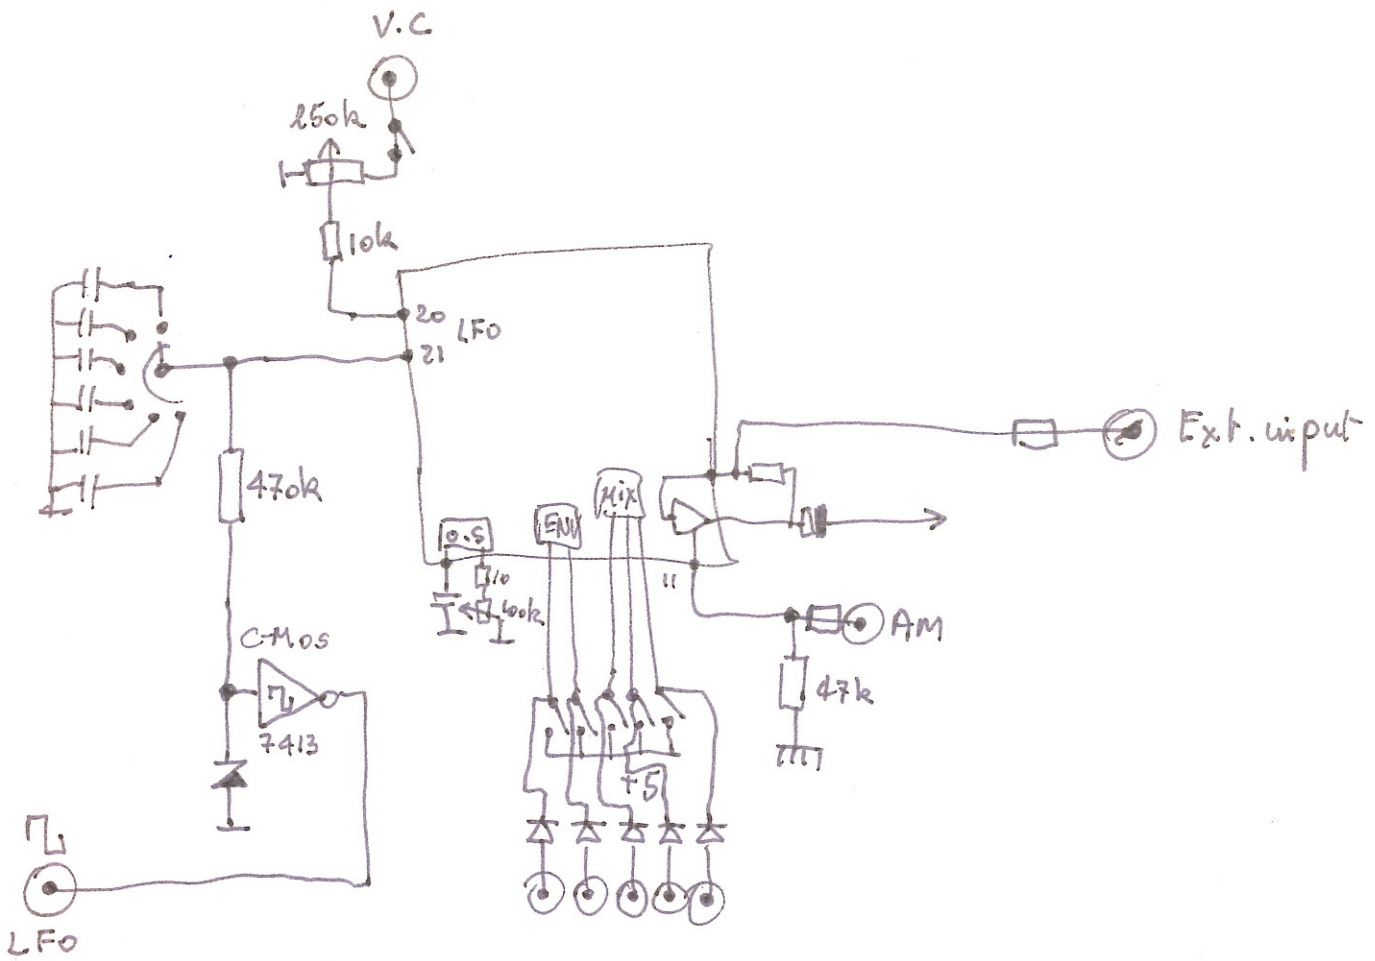 V.C
250k
10k
20
LFO
21
Ext. input
470k
MIX
ENV
O.S
10
100k
11
AM
C-MOS
47k
7413
+5
LFO